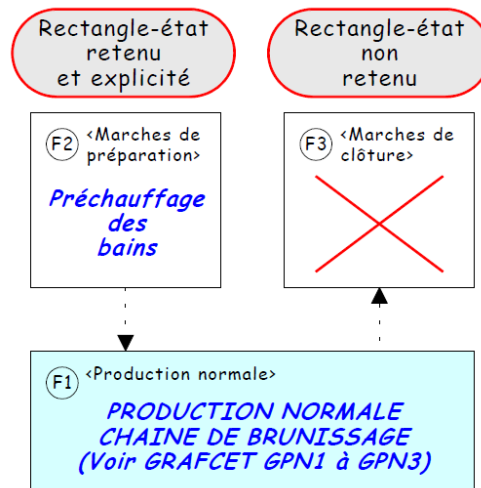 Rectangle-état
retenu
et explicité
Rectangle-état
non
retenu
F2 <Marches de
préparation>
Préchauffage
des
bains
F3 <Marches de
clôture>
F1 <Production normale>
PRODUCTION NORMALE
CHAINE DE BRUNISSAGE
(Voir GRAFCET GPN1 à GPN3)